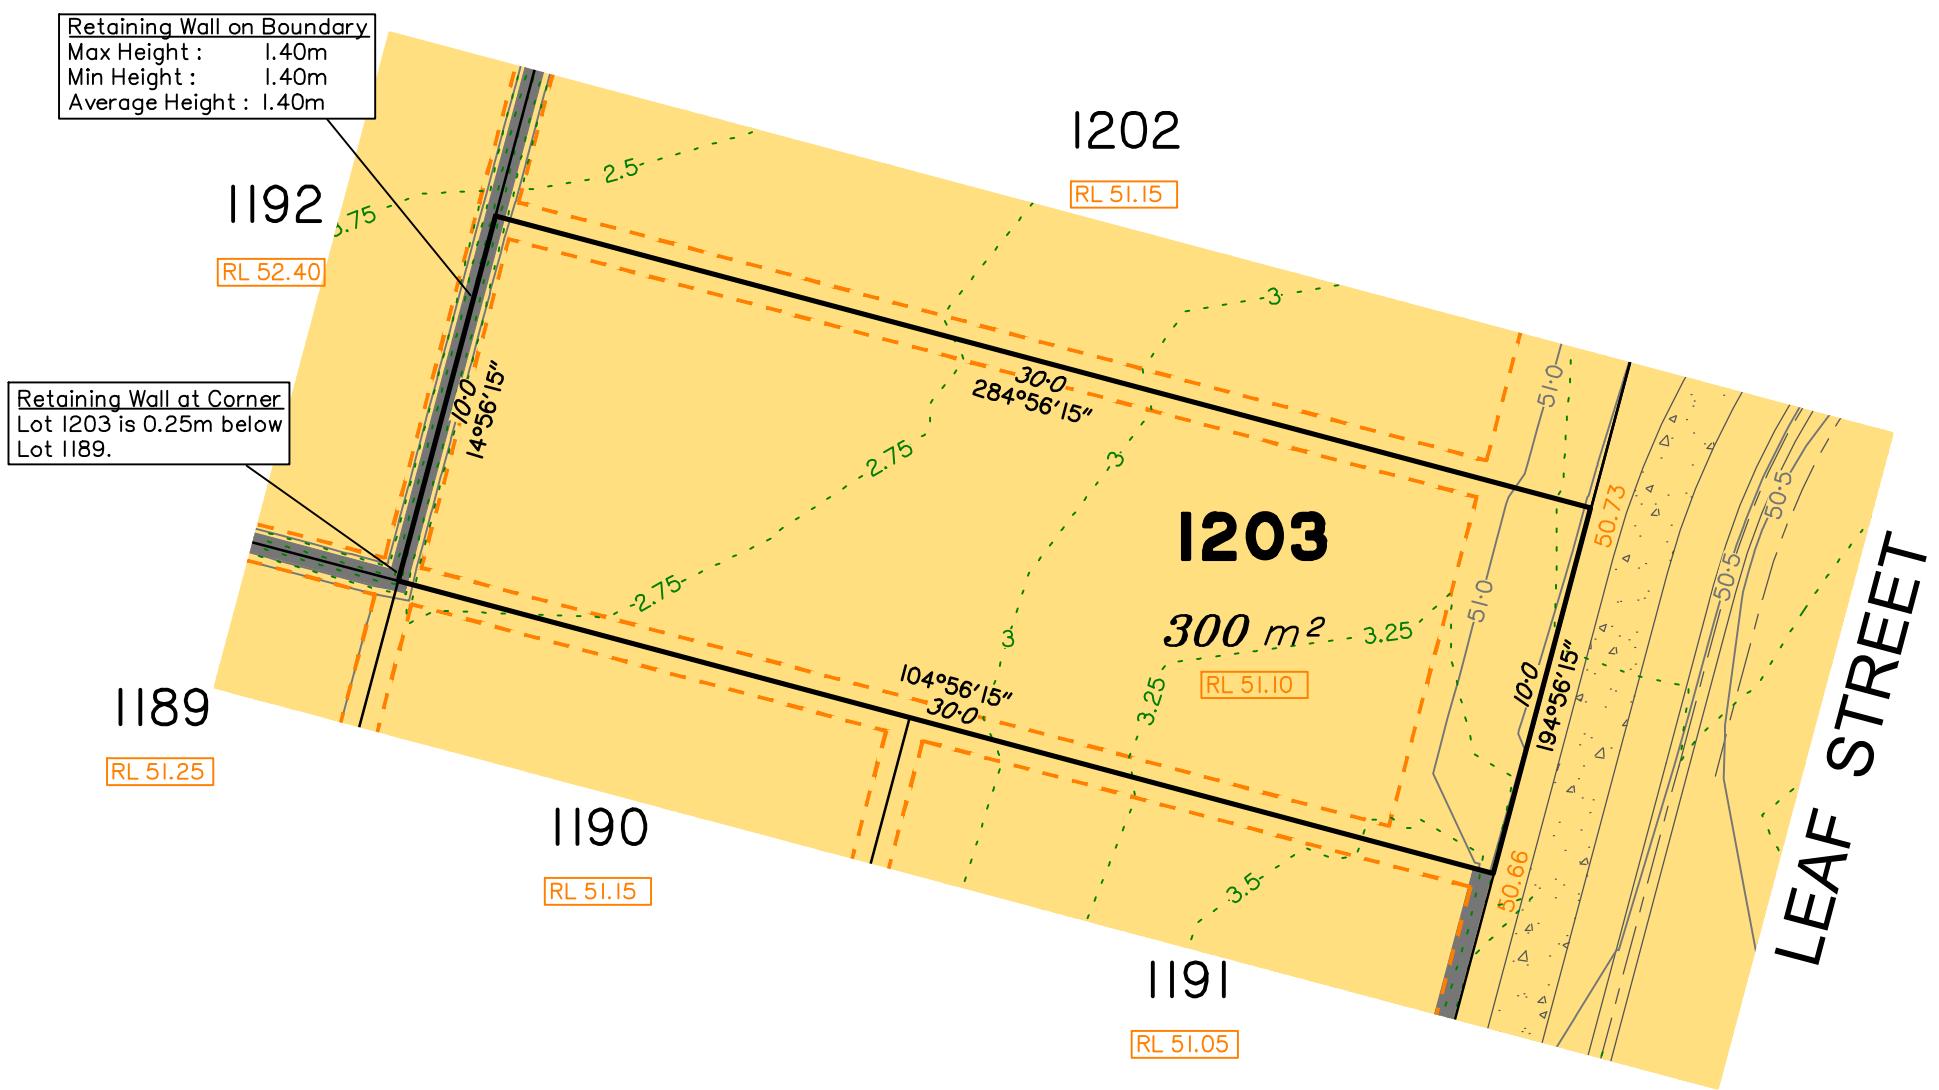 Retaining Wall on Boundary
Max Height : 1.40m
Min Height : 1.40m
Average Height : 1.40m
1202
RL 51.15
2.5
1192
3.75
RL 52.40
3
Retaining Wall at Corner
Lot 1203 is 0.25m below
Lot 1189.
10·0
14°56'15"
30·0
284°56'15"
51·0
2.75
3
50.73
50·5
1203
300 m²
RL 51.10
2.75
3
3.25
3.25
51·0
50·5
10·0
194°56'15"
104°56'15"
30·0
LEAF STREET
1189
RL 51.25
1190
RL 51.15
3.5
50.66
1191
RL 51.05